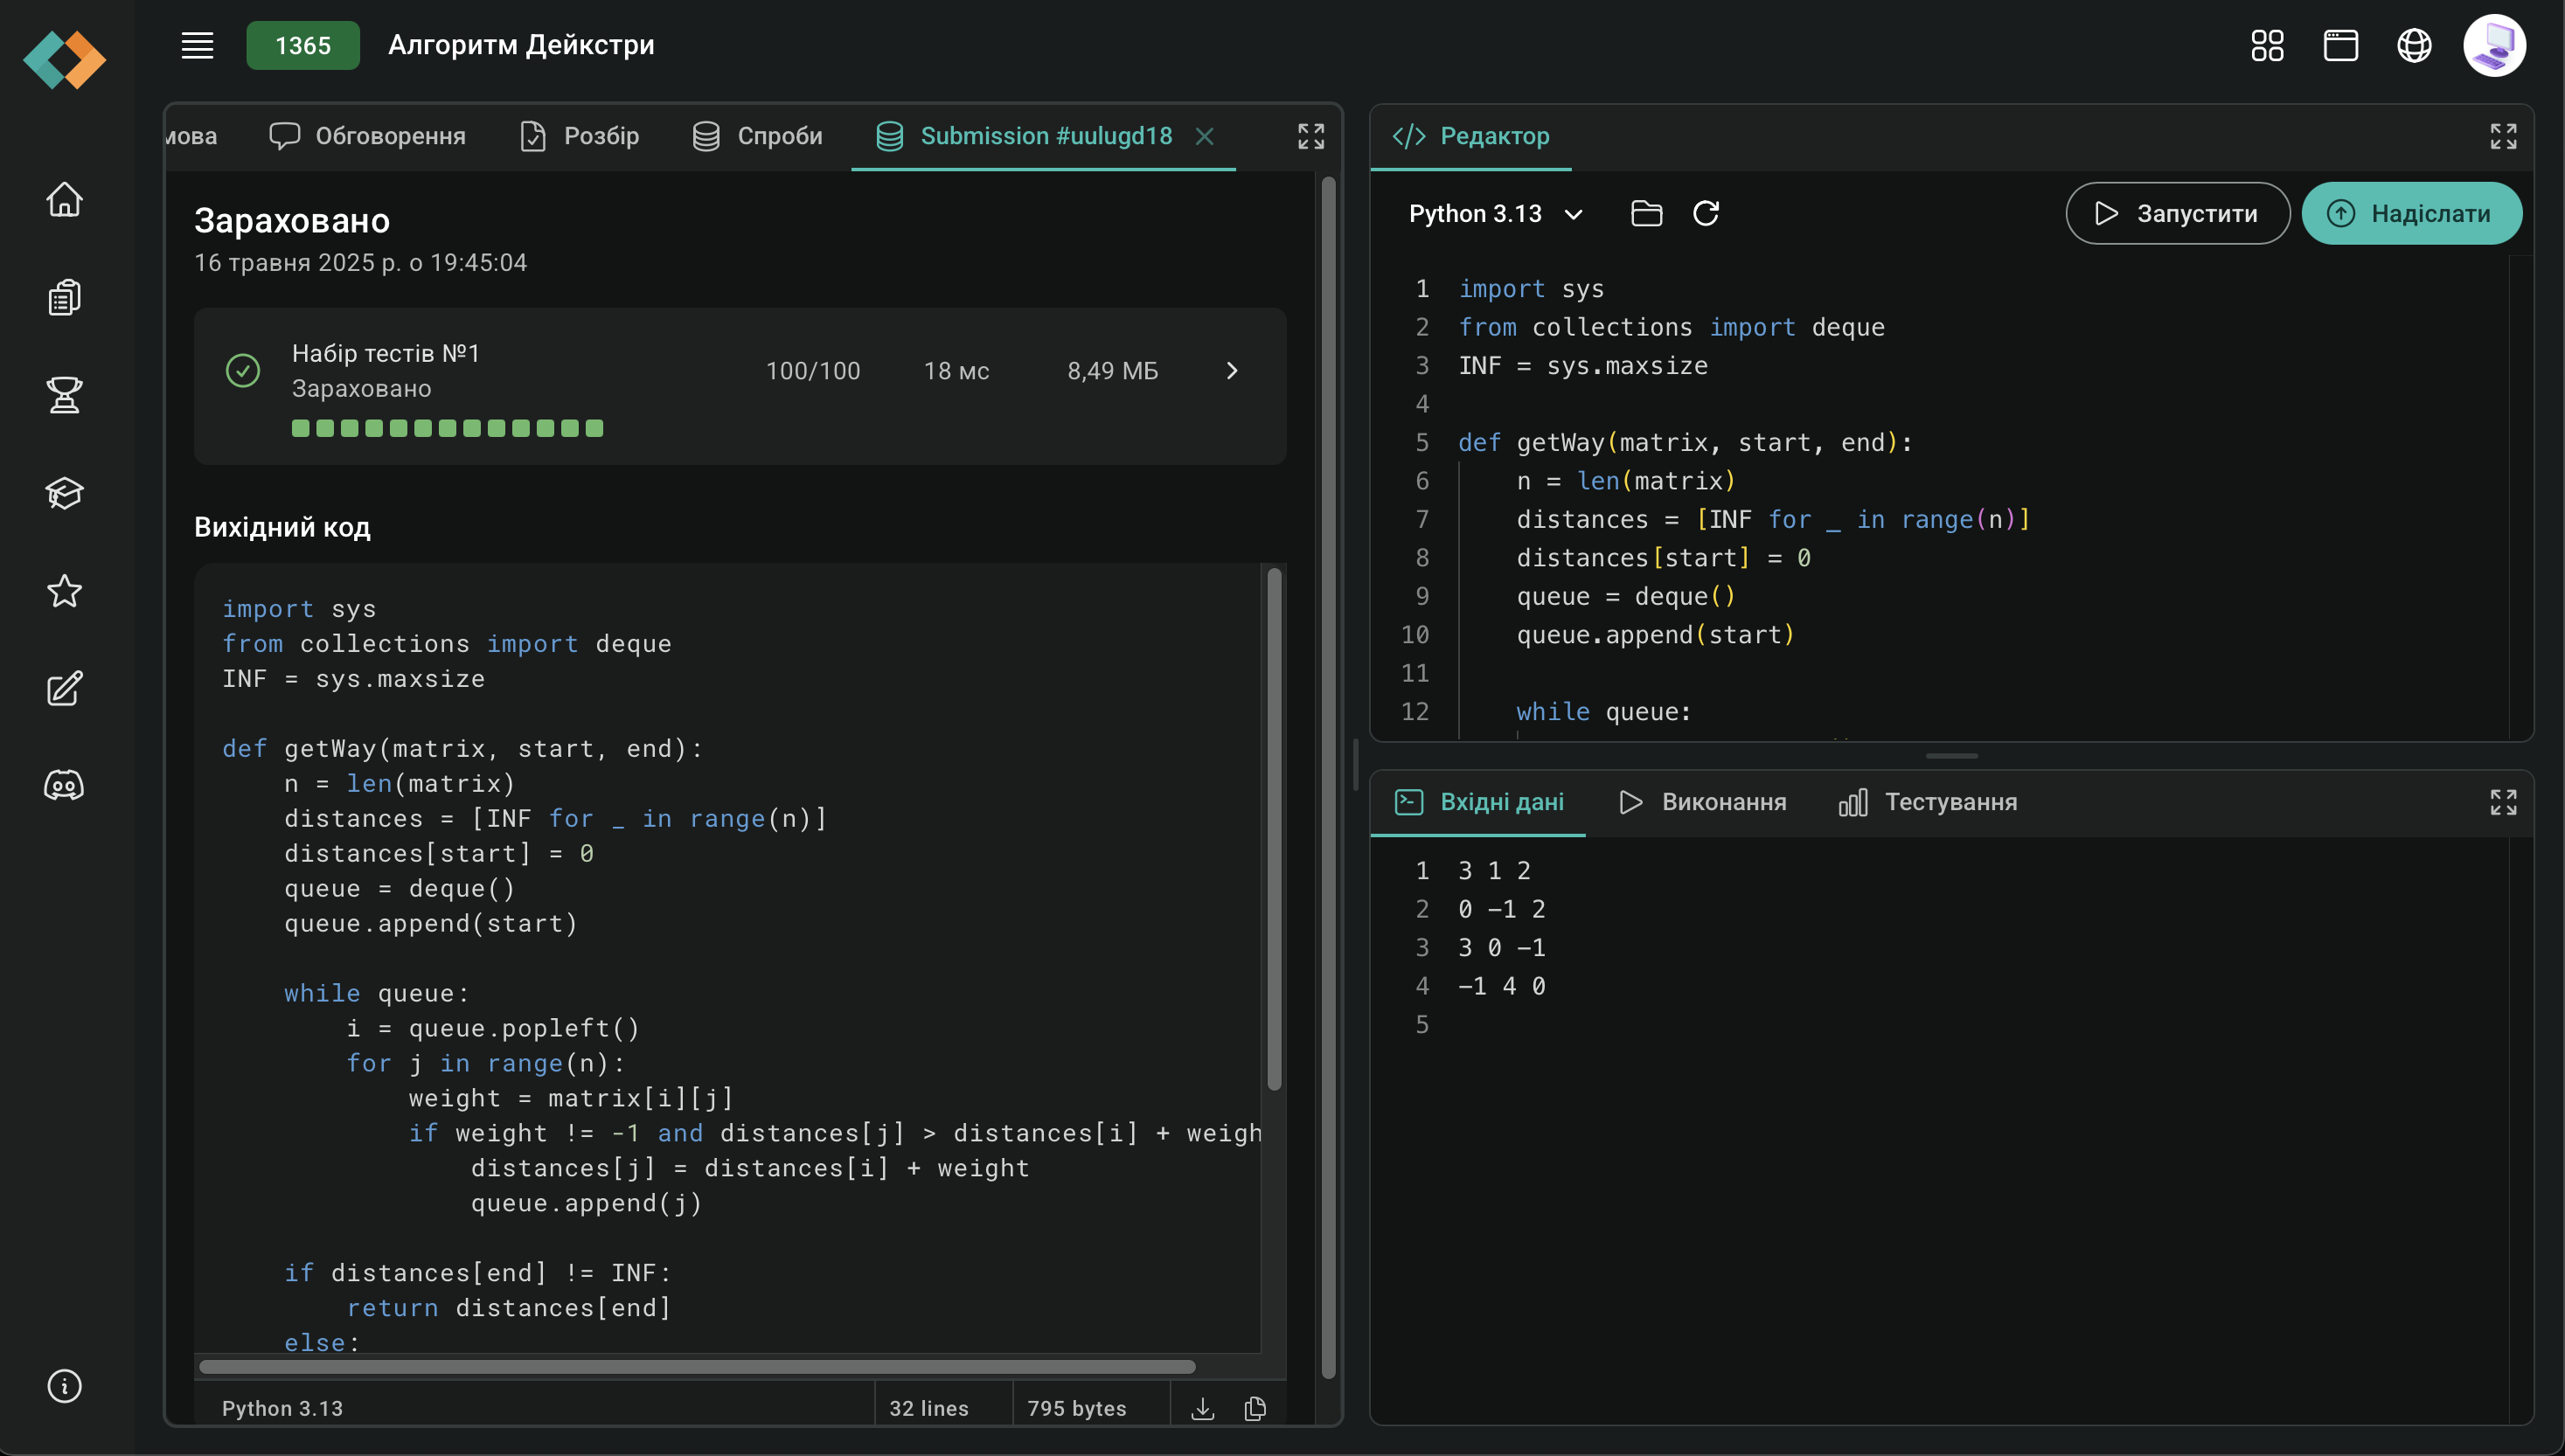 1365 Алгоритм Дейкстри
мова Обговорення Розбір Спроби Submission #uulugd18
Зараховано
16 травня 2025 р. о 19:45:04
Набір тестів №1
Зараховано
100/100 18 мс 8,49 МБ
Вихідний код
import sys
from collections import deque
INF = sys.maxsize
def getWay(matrix, start, end):
    n = len(matrix)
    distances = [INF for _ in range(n)]
    distances[start] = 0
    queue = deque()
    queue.append(start)
    while queue:
        i = queue.popleft()
        for j in range(n):
            weight = matrix[i][j]
            if weight != -1 and distances[j] > distances[i] + weigh
                distances[j] = distances[i] + weight
                queue.append(j)
    if distances[end] != INF:
        return distances[end]
    else:
Python 3.13 32 lines 795 bytes
Редактор
Python 3.13 Запустити Надіслати
1 import sys
2 from collections import deque
3 INF = sys.maxsize
4
5 def getWay(matrix, start, end):
6     n = len(matrix)
7     distances = [INF for _ in range(n)]
8     distances[start] = 0
9     queue = deque()
10     queue.append(start)
11
12     while queue:
Вхідні дані Виконання Тестування
1 3 1 2
2 0 -1 2
3 3 0 -1
4 -1 4 0
5